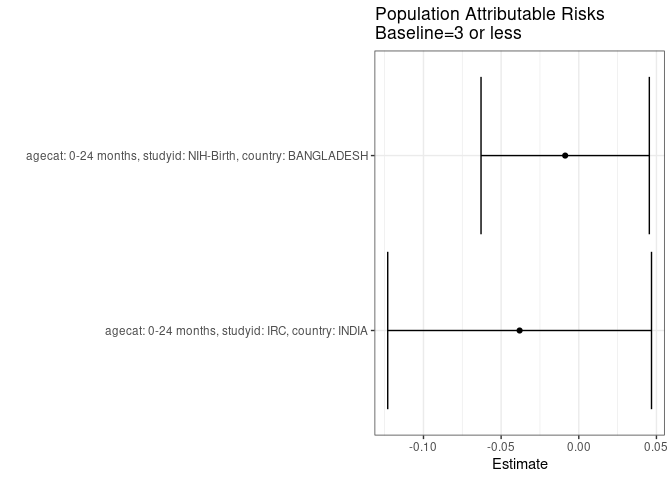 Population Attributable Risks
Baseline=3 or less
agecat: 0-24 months, studyid: NIH-Birth, country: BANGLADESH
agecat: 0-24 months, studyid: IRC, country: INDIA
-0.10 -0.05 0.00 0.05
Estimate